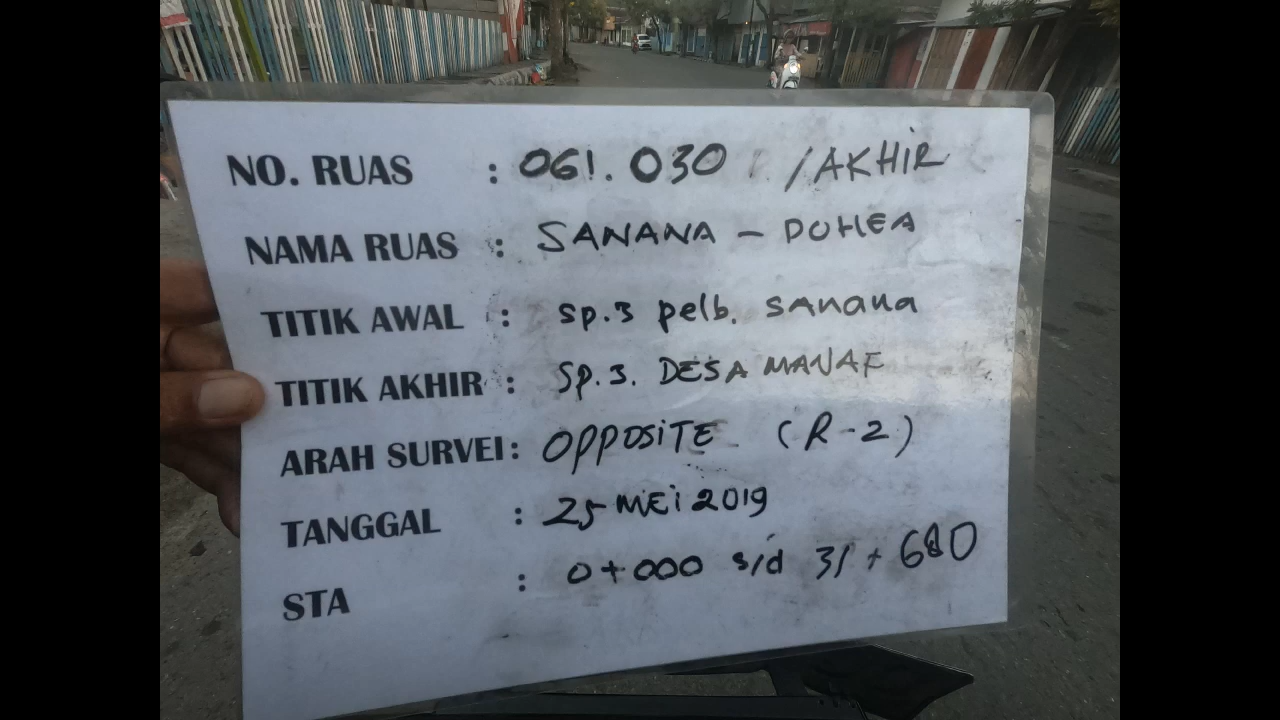 NO. RUAS : 061.030 /AKHiR
NAMA RUAS : SANANA - POHEA
TITIK AWAL : sp.3 pelb. sanana
TITIK AKHIR : Sp.3. DESA MANAF
ARAH SURVEI : OPPOSiTE (R-2)
TANGGAL : 25 MEi 2019
STA : 0+000 s/d 31+680